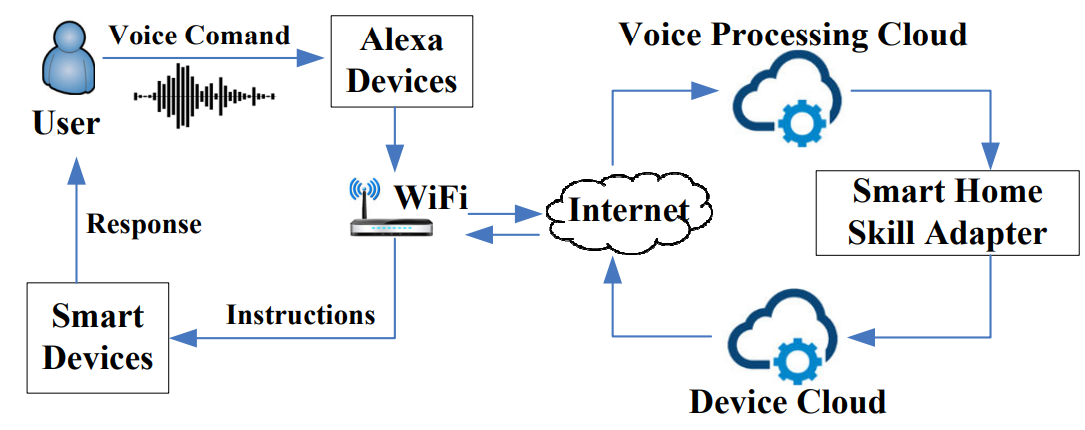 Voice Comand
Alexa
Devices
Voice Processing Cloud
User
WiFi
Internet
Smart Home
Skill Adapter
Response
Smart
Devices
Instructions
Device Cloud